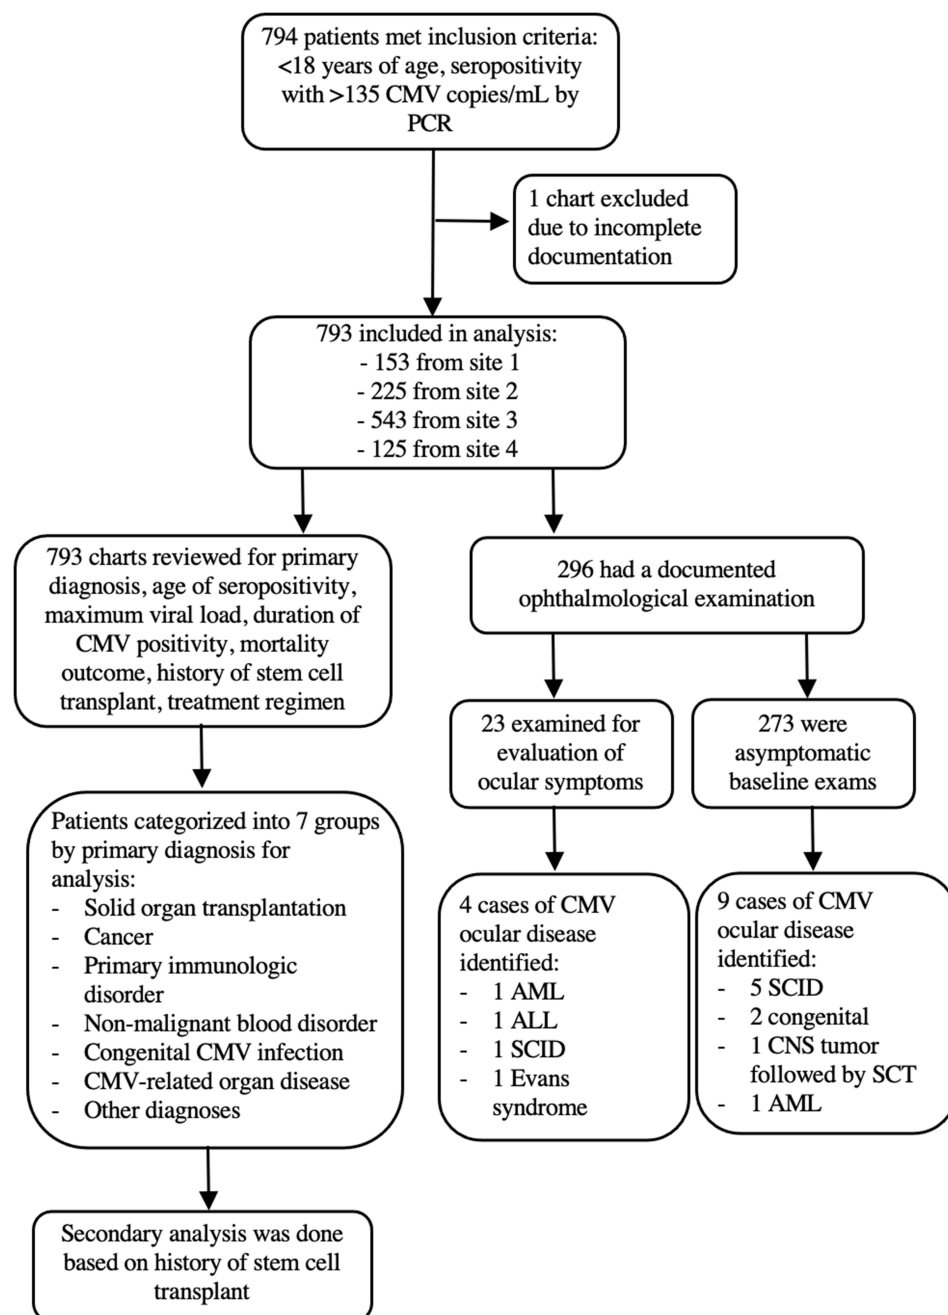 794 patients met inclusion criteria:
<18 years of age, seropositivity
with >135 CMV copies/mL by
PCR
1 chart excluded
due to incomplete
documentation
793 included in analysis:
- 153 from site 1
- 225 from site 2
- 543 from site 3
- 125 from site 4
793 charts reviewed for primary
diagnosis, age of seropositivity,
maximum viral load, duration of
CMV positivity, mortality
outcome, history of stem cell
transplant, treatment regimen
296 had a documented
ophthalmological examination
23 examined for
evaluation of
ocular symptoms
273 were
asymptomatic
baseline exams
Patients categorized into 7 groups
by primary diagnosis for
analysis:
- Solid organ transplantation
- Cancer
- Primary immunologic
disorder
- Non-malignant blood disorder
- Congenital CMV infection
- CMV-related organ disease
- Other diagnoses
4 cases of CMV
ocular disease
identified:
- 1 AML
- 1 ALL
- 1 SCID
- 1 Evans
syndrome
9 cases of CMV
ocular disease
identified:
- 5 SCID
- 2 congenital
- 1 CNS tumor
followed by SCT
- 1 AML
Secondary analysis was done
based on history of stem cell
transplant